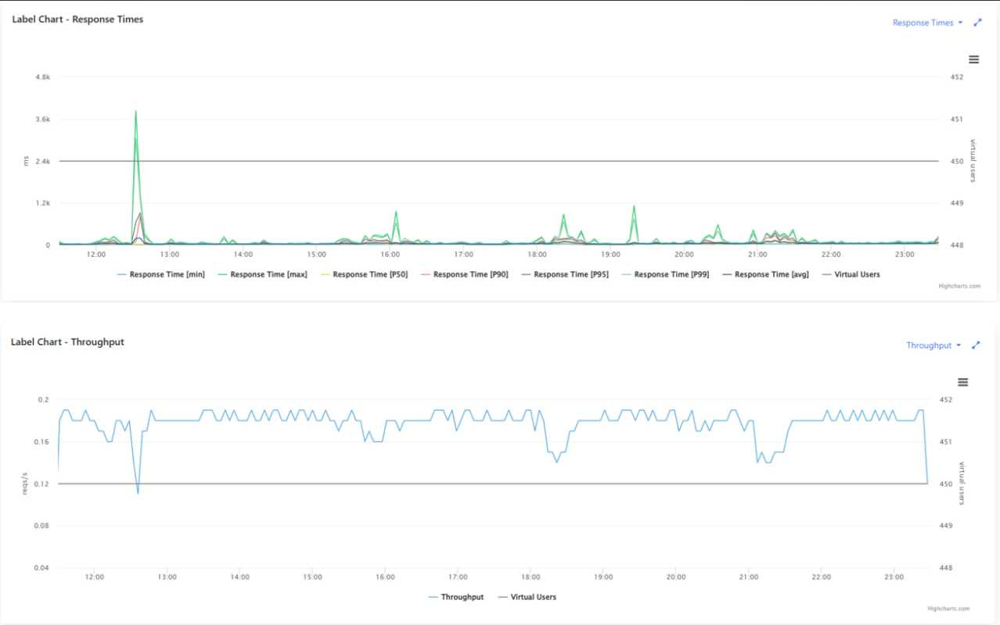 Label Chart - Response Times
Response Times
4.8k
452
3.6k
451
ms
2.4k
450
virtual users
1.2k
449
0
448
12:00 13:00 14:00 15:00 16:00 17:00 18:00 19:00 20:00 21:00 22:00 23:00
Response Time [min] Response Time [max] Response Time [P50] Response Time [P90] Response Time [P95] Response Time [P99] Response Time [avg] Virtual Users
Highcharts.com
Label Chart - Throughput
Throughput
0.2
452
0.16
451
reqs/s
0.12
450
virtual users
0.08
449
0.04
448
12:00 13:00 14:00 15:00 16:00 17:00 18:00 19:00 20:00 21:00 22:00 23:00
Throughput Virtual Users
Highcharts.com